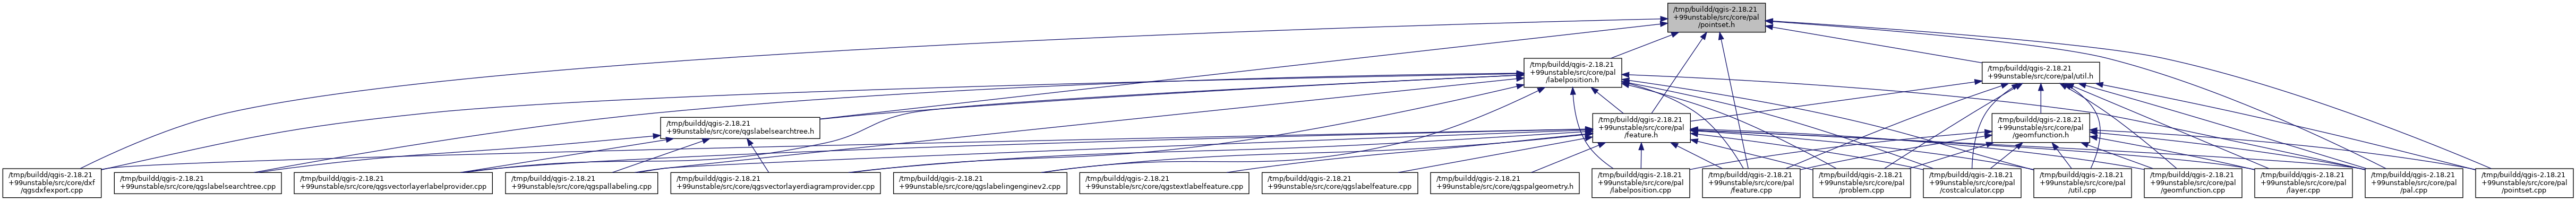 /tmp/buildd/qgis-2.18.21
+99unstable/src/core/pal
/pointset.h
/tmp/buildd/qgis-2.18.21
+99unstable/src/core/pal
/labelposition.h
/tmp/buildd/qgis-2.18.21
+99unstable/src/core/pal/util.h
/tmp/buildd/qgis-2.18.21
+99unstable/src/core/qgslabelsearchtree.h
/tmp/buildd/qgis-2.18.21
+99unstable/src/core/pal
/feature.h
/tmp/buildd/qgis-2.18.21
+99unstable/src/core/pal
/geomfunction.h
/tmp/buildd/qgis-2.18.21
+99unstable/src/core/dxf
/qgsdxfexport.cpp
/tmp/buildd/qgis-2.18.21
+99unstable/src/core/qgslabelsearchtree.cpp
/tmp/buildd/qgis-2.18.21
+99unstable/src/core/qgsvectorlayerlabelprovider.cpp
/tmp/buildd/qgis-2.18.21
+99unstable/src/core/qgspallabeling.cpp
/tmp/buildd/qgis-2.18.21
+99unstable/src/core/qgsvectorlayerdiagramprovider.cpp
/tmp/buildd/qgis-2.18.21
+99unstable/src/core/qgslabelingenginev2.cpp
/tmp/buildd/qgis-2.18.21
+99unstable/src/core/qgstextlabelfeature.cpp
/tmp/buildd/qgis-2.18.21
+99unstable/src/core/qgslabelfeature.cpp
/tmp/buildd/qgis-2.18.21
+99unstable/src/core/qgspalgeometry.h
/tmp/buildd/qgis-2.18.21
+99unstable/src/core/pal
/labelposition.cpp
/tmp/buildd/qgis-2.18.21
+99unstable/src/core/pal
/feature.cpp
/tmp/buildd/qgis-2.18.21
+99unstable/src/core/pal
/problem.cpp
/tmp/buildd/qgis-2.18.21
+99unstable/src/core/pal
/costcalculator.cpp
/tmp/buildd/qgis-2.18.21
+99unstable/src/core/pal
/util.cpp
/tmp/buildd/qgis-2.18.21
+99unstable/src/core/pal
/geomfunction.cpp
/tmp/buildd/qgis-2.18.21
+99unstable/src/core/pal
/layer.cpp
/tmp/buildd/qgis-2.18.21
+99unstable/src/core/pal
/pal.cpp
/tmp/buildd/qgis-2.18.21
+99unstable/src/core/pal
/pointset.cpp